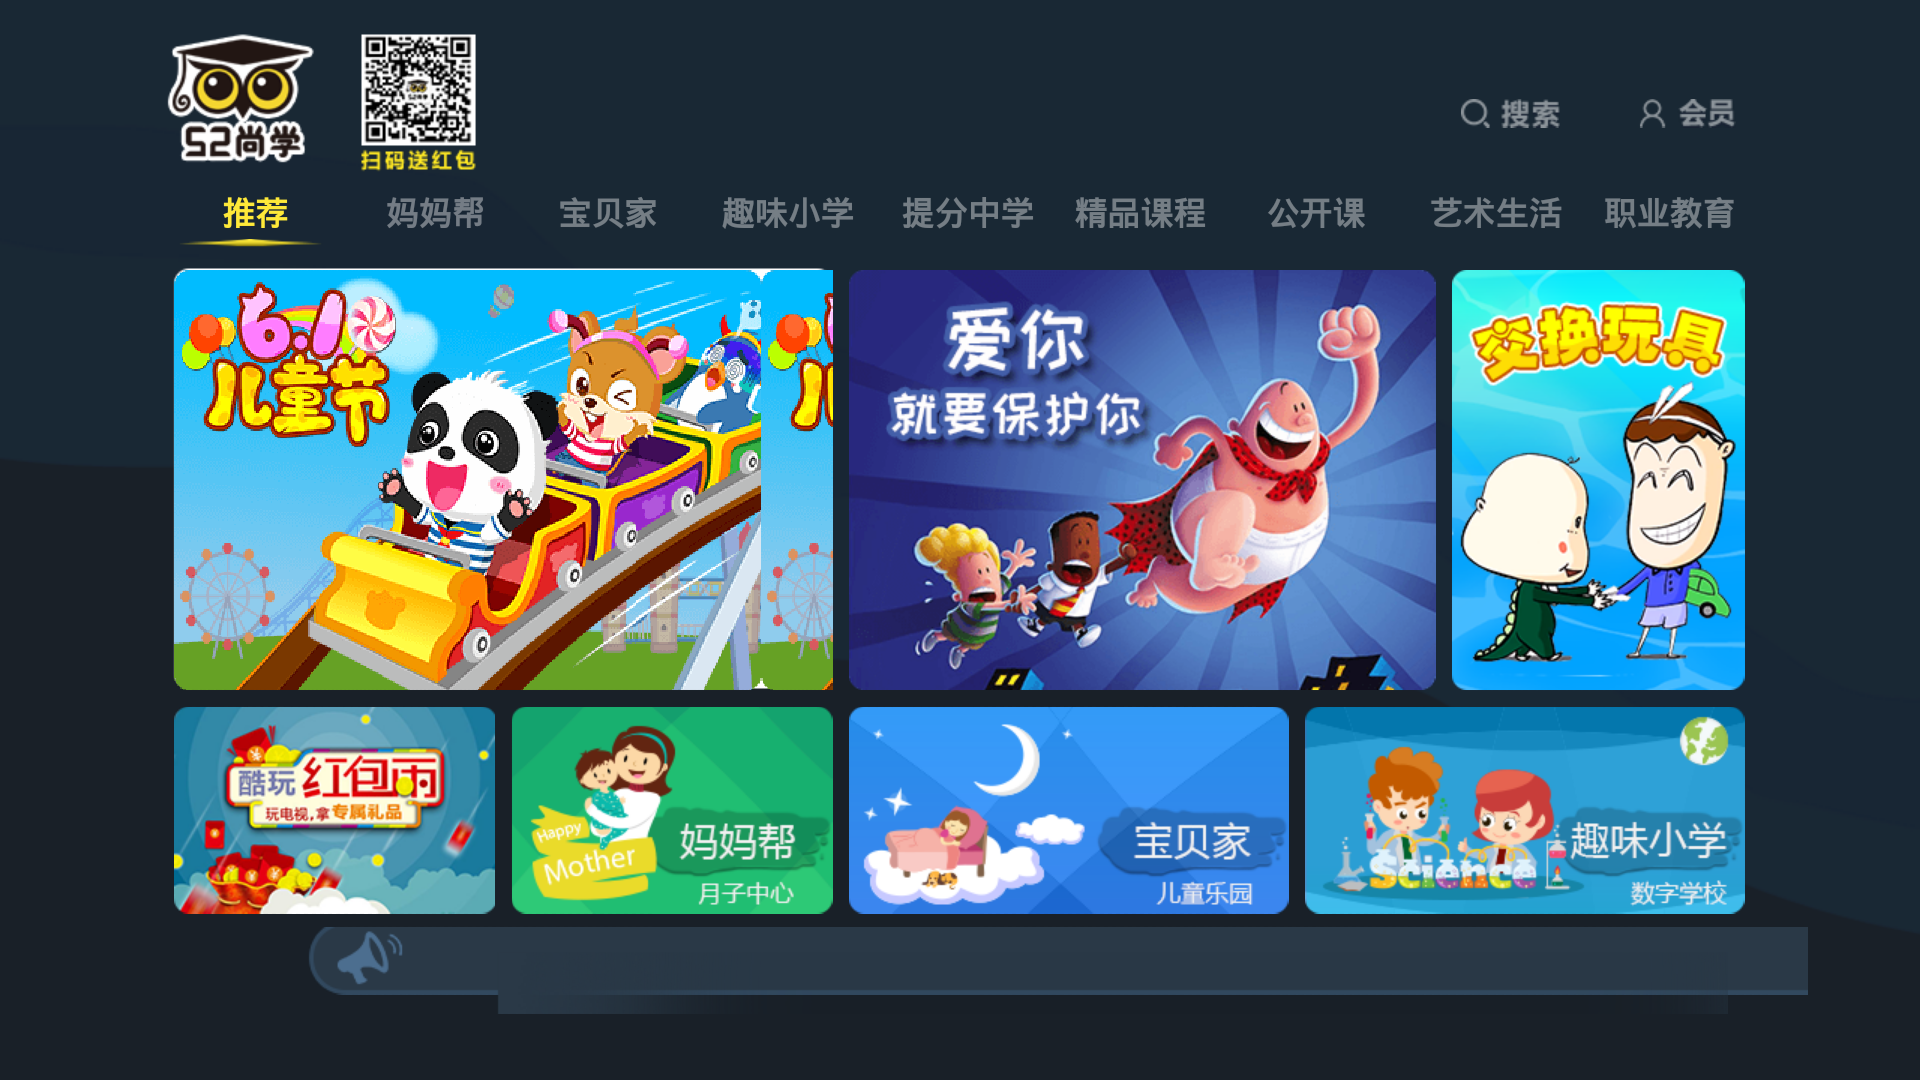 52尚学
扫码送红包
搜索
会员
推荐
妈妈帮
宝贝家
趣味小学
提分中学
精品课程
公开课
艺术生活
职业教育
6.1
儿童节
爱你
就要保护你
交换玩具
酷玩 红包雨
玩电视,拿专属礼品
Happy
Mother
妈妈帮
月子中心
宝贝家
儿童乐园
Science
趣味小学
数字学校